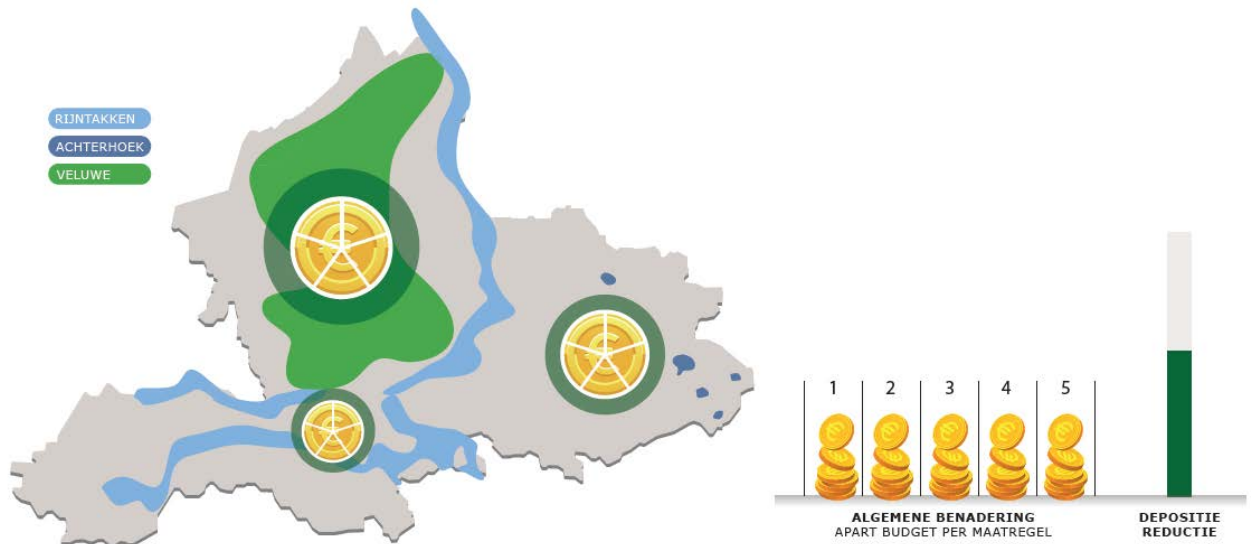 RIJNTAKKEN
ACHTERHOEK
VELUWE
1 2 3 4 5
ALGEMENE BENADERING
APART BUDGET PER MAATREGEL
DEPOSITIE
REDUCTIE